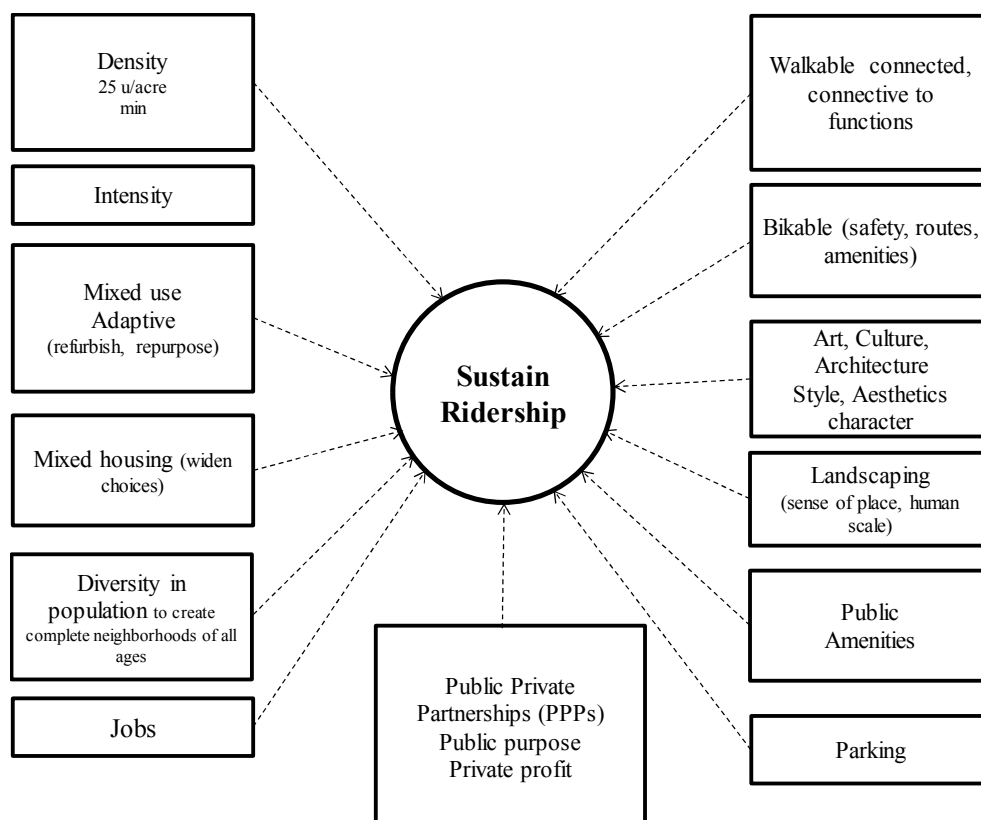 Density
25 u/acre
min
Intensity
Mixed use
Adaptive
(refurbish, repurpose)
Mixed housing (widen
choices)
Diversity in
population to create
complete neighborhoods of all
ages
Jobs
Sustain
Ridership
Public Private
Partnerships (PPPs)
Public purpose
Private profit
Walkable connected,
connective to
functions
Bikable (safety, routes,
amenities)
Art, Culture,
Architecture
Style, Aesthetics
character
Landscaping
(sense of place, human
scale)
Public
Amenities
Parking